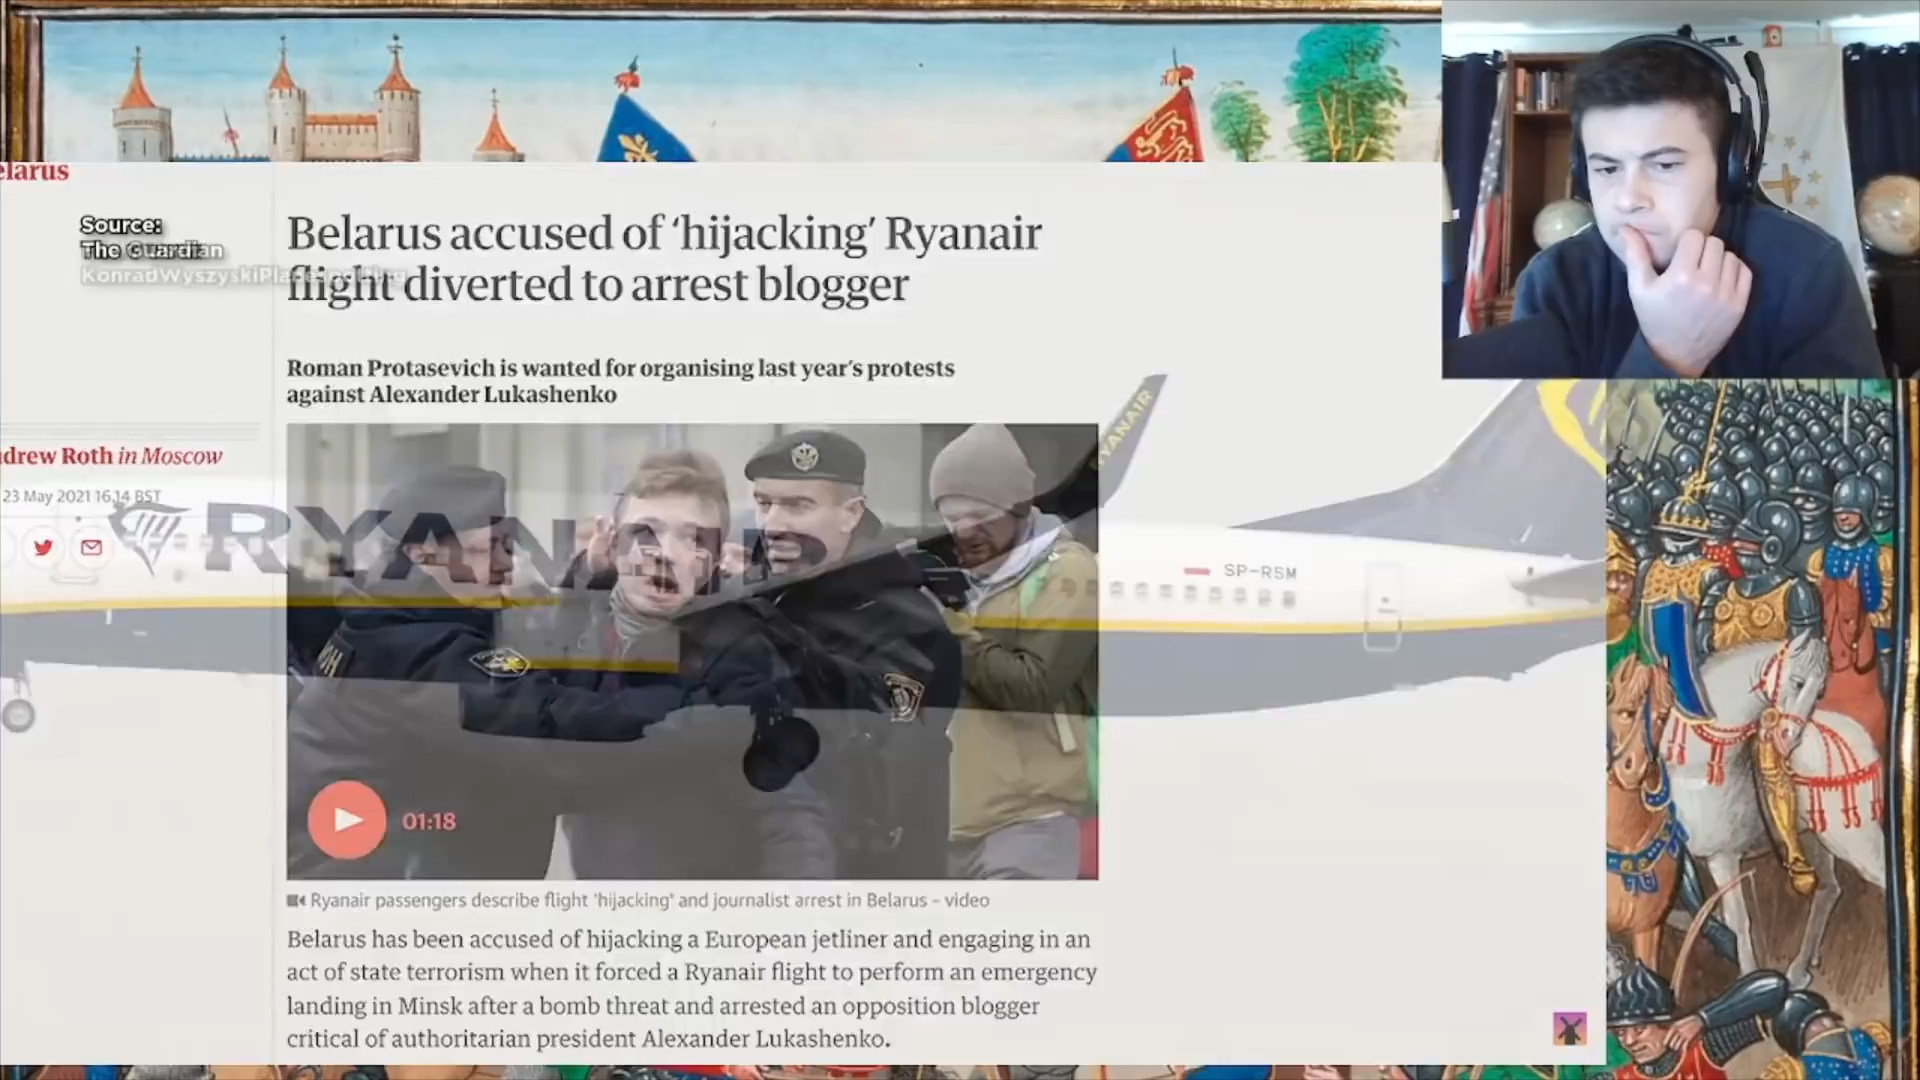 elarus
Source:
The Guardian
KonradWyszyski
Belarus accused of ‘hijacking’ Ryanair
flight diverted to arrest blogger
Roman Protasevich is wanted for organising last year’s protests
against Alexander Lukashenko
drew Roth in Moscow
23 May 2021 16.14 BST
RYANAIR
RYANAIR
SP-RSM
01:18
Ryanair passengers describe flight 'hijacking' and journalist arrest in Belarus – video
Belarus has been accused of hijacking a European jetliner and engaging in an
act of state terrorism when it forced a Ryanair flight to perform an emergency
landing in Minsk after a bomb threat and arrested an opposition blogger
critical of authoritarian president Alexander Lukashenko.